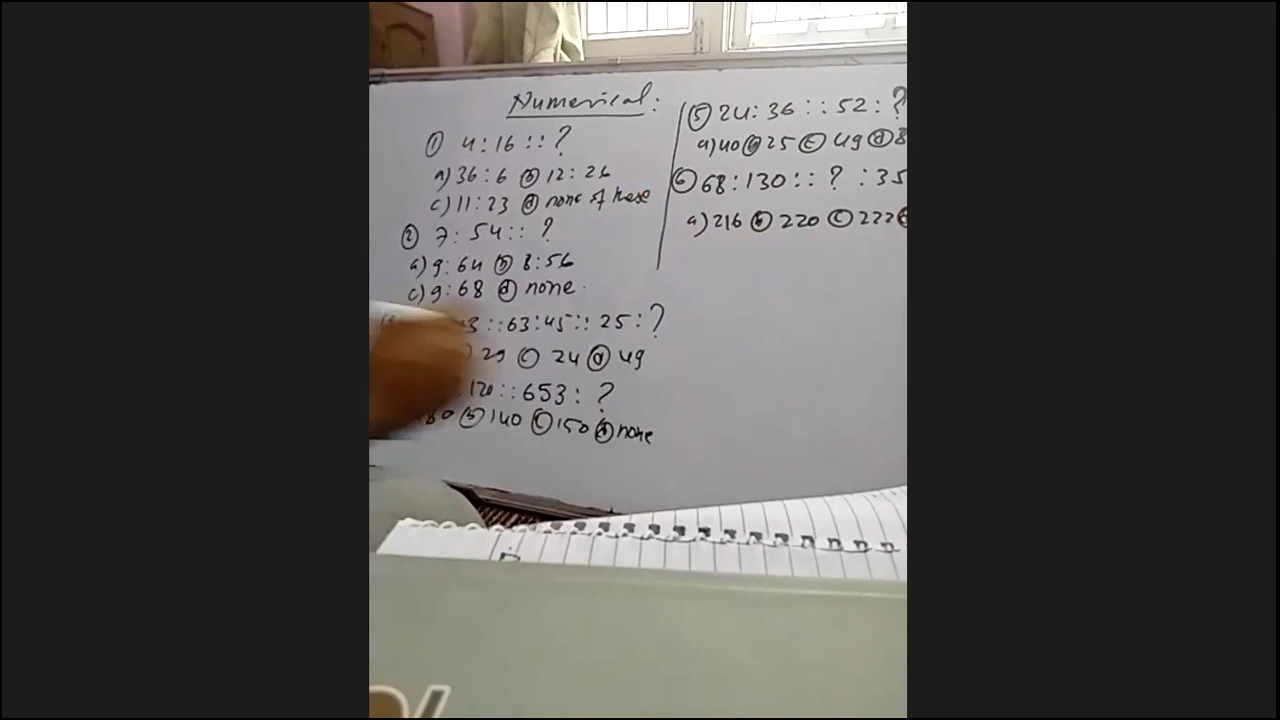 Numerical:
① 4:16::?
a) 36:6 ⓑ 12:26
c) 11:23 ⓓ none of these
② 7:54::?
a) 9:64 ⓑ 8:56
c) 9:68 ⓓ none.
3::63:45::25:?
29 ⓒ 24 ⓓ 49
120::653:?
ⓑ 140 ⓒ 150 ⓓ none
⑤ 24:36::52:?
a) 40 ⓑ 25 ⓒ 49 ⓓ
⑥ 68:130::?:35
a) 216 ⓑ 220 ⓒ 222